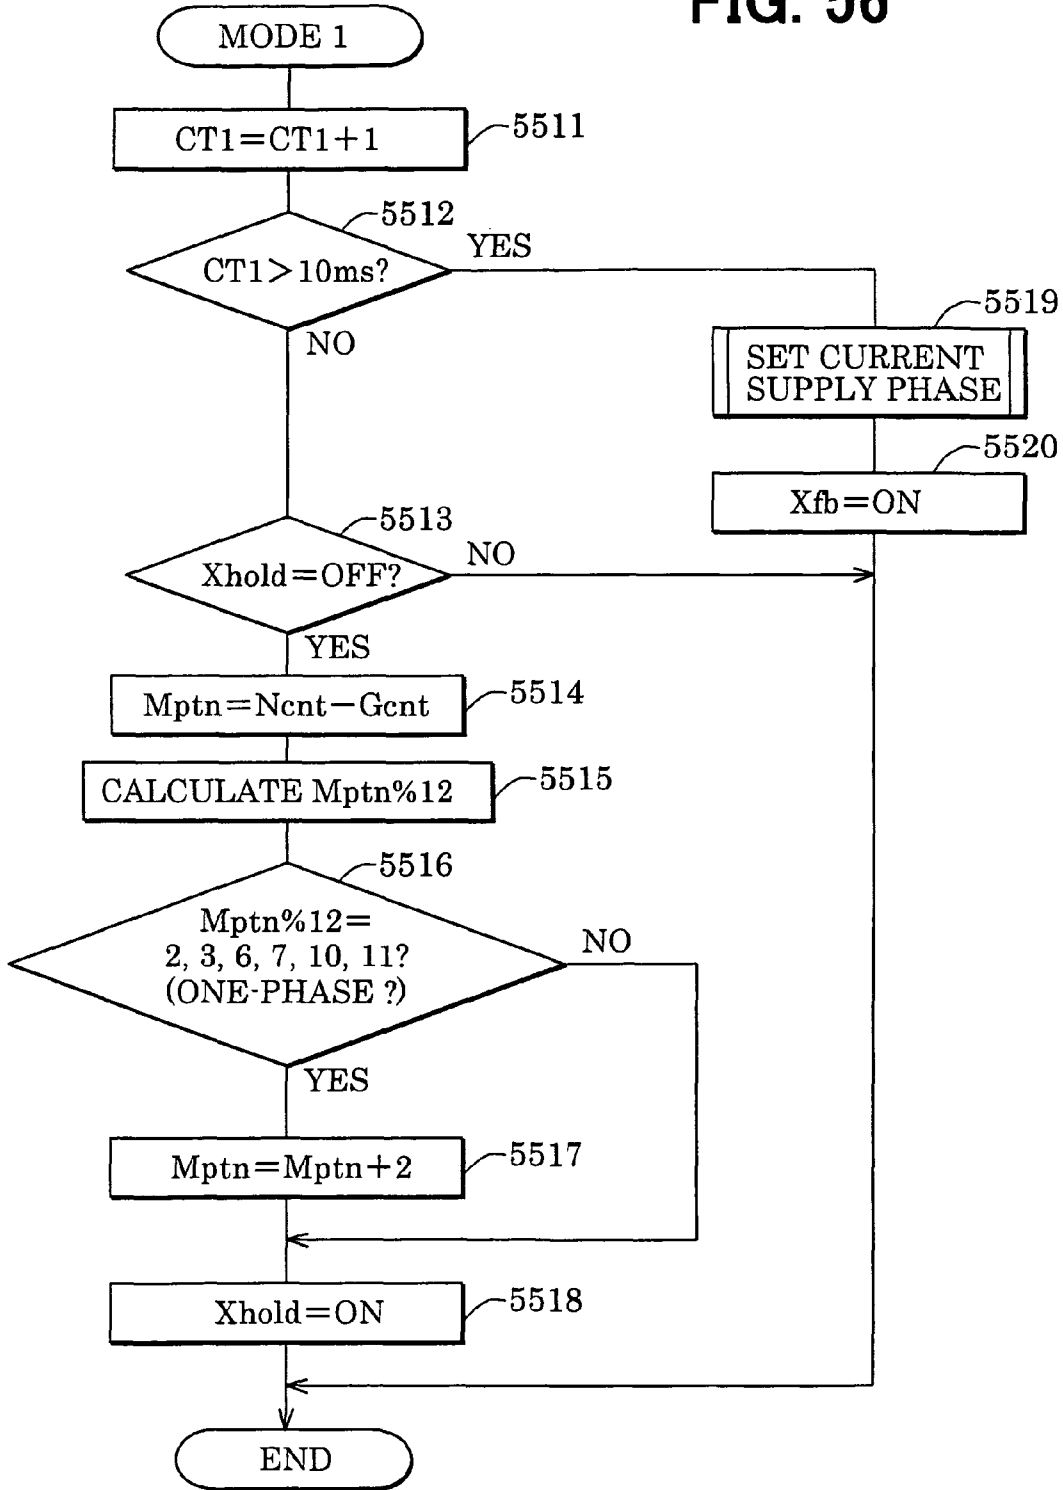 FIG. 56
MODE 1
CT1=CT1+1
5511
5512
CT1>10ms?
YES
NO
5519
SET CURRENT
SUPPLY PHASE
5520
Xfb=ON
5513
Xhold=OFF?
NO
YES
Mptn=Ncnt-Gcnt
5514
CALCULATE Mptn%12
5515
5516
Mptn%12=
2, 3, 6, 7, 10, 11?
(ONE-PHASE ?)
NO
YES
Mptn=Mptn+2
5517
Xhold=ON
5518
END